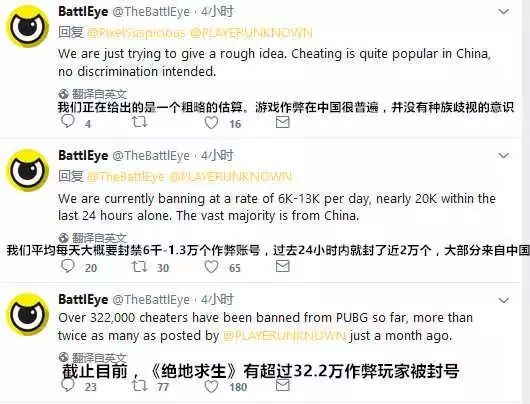 BattlEye @TheBattlEye · 4小时
回复 @PixelSuspicious @PLAYERUNKNOWN
We are just trying to give a rough idea. Cheating is quite popular in China,
no discrimination intended.
翻译自英文
我们正在给出的是一个粗略的估算。游戏作弊在中国很普遍，并没有种族歧视的意识
4 16
BattlEye @TheBattlEye · 4小时
回复 @TheBattlEye @PLAYERUNKNOWN
We are currently banning at a rate of 6K-13K per day, nearly 20K within the
last 24 hours alone. The vast majority is from China.
翻译自英文
我们平均每天大概要封禁6千-1.3万个作弊账号，过去24小时内就封了近2万个，大部分来自中国
20 30 65
BattlEye @TheBattlEye · 4小时
Over 322,000 cheaters have been banned from PUBG so far, more than
twice as many as posted by @PLAYERUNKNOWN just a month ago.
翻译自英文
截止目前，《绝地求生》有超过32.2万作弊玩家被封号
23 77 180